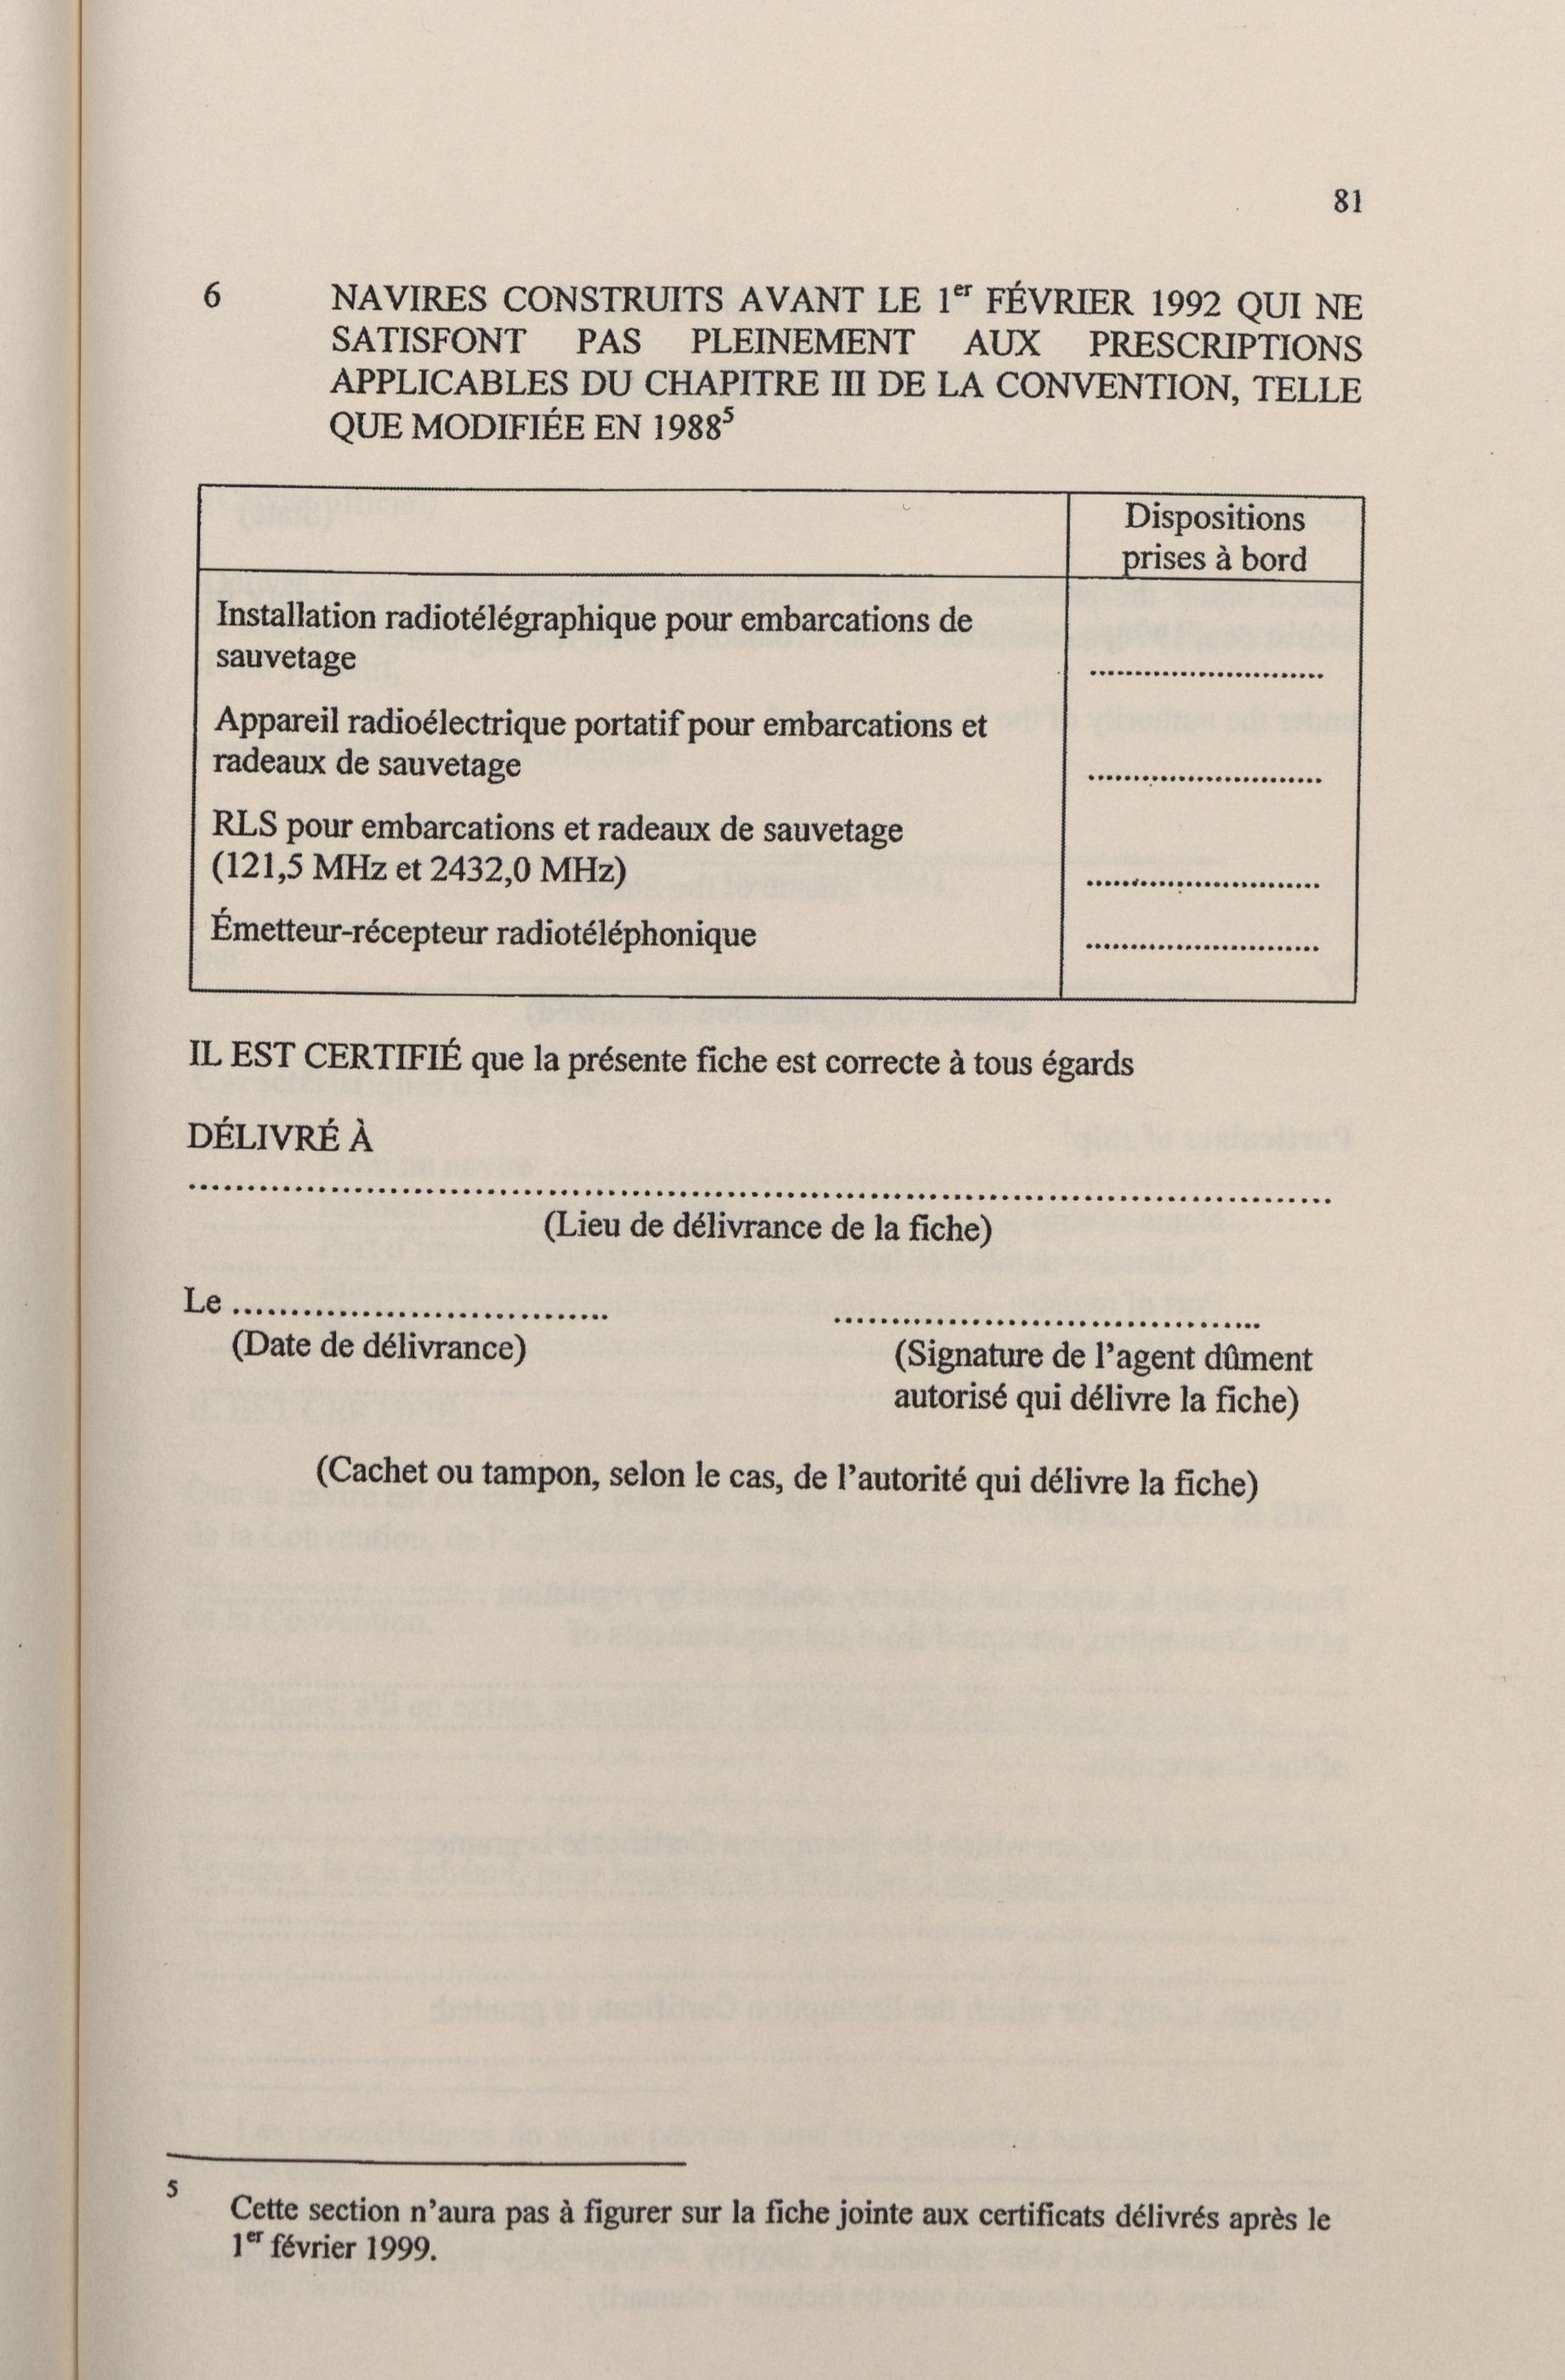 81
6 NAVIRES CONSTRUITS AVANT LE 1er FÉVRIER 1992 QUI NE
SATISFONT PAS PLEINEMENT AUX PRESCRIPTIONS
APPLICABLES DU CHAPITRE III DE LA CONVENTION, TELLE
QUE MODIFIÉE EN 1988⁵
Dispositions
prises à bord
Installation radiotélégraphique pour embarcations de
sauvetage ..........................
Appareil radioélectrique portatif pour embarcations et
radeaux de sauvetage ..........................
RLS pour embarcations et radeaux de sauvetage
(121,5 MHz et 2432,0 MHz) ..........................
Émetteur-récepteur radiotéléphonique ..........................
IL EST CERTIFIÉ que la présente fiche est correcte à tous égards
DÉLIVRÉ À
................................................................................
(Lieu de délivrance de la fiche)
Le .................................. ......................................
(Date de délivrance)
(Signature de l'agent dûment
autorisé qui délivre la fiche)
(Cachet ou tampon, selon le cas, de l'autorité qui délivre la fiche)
5 Cette section n'aura pas à figurer sur la fiche jointe aux certificats délivrés après le
1er février 1999.